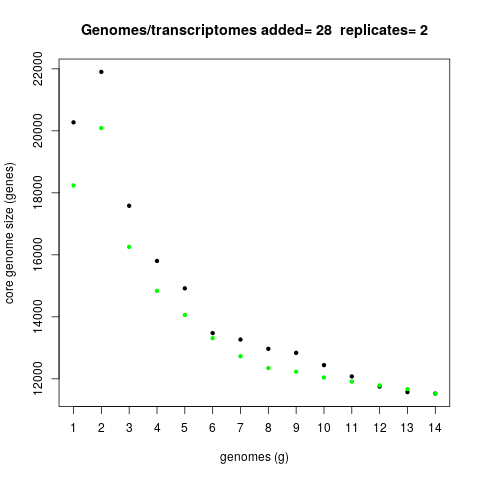 Genomes/transcriptomes added= 28  replicates= 2
core genome size (genes)
22000
20000
18000
16000
14000
12000
1 2 3 4 5 6 7 8 9 10 11 12 13 14
genomes (g)